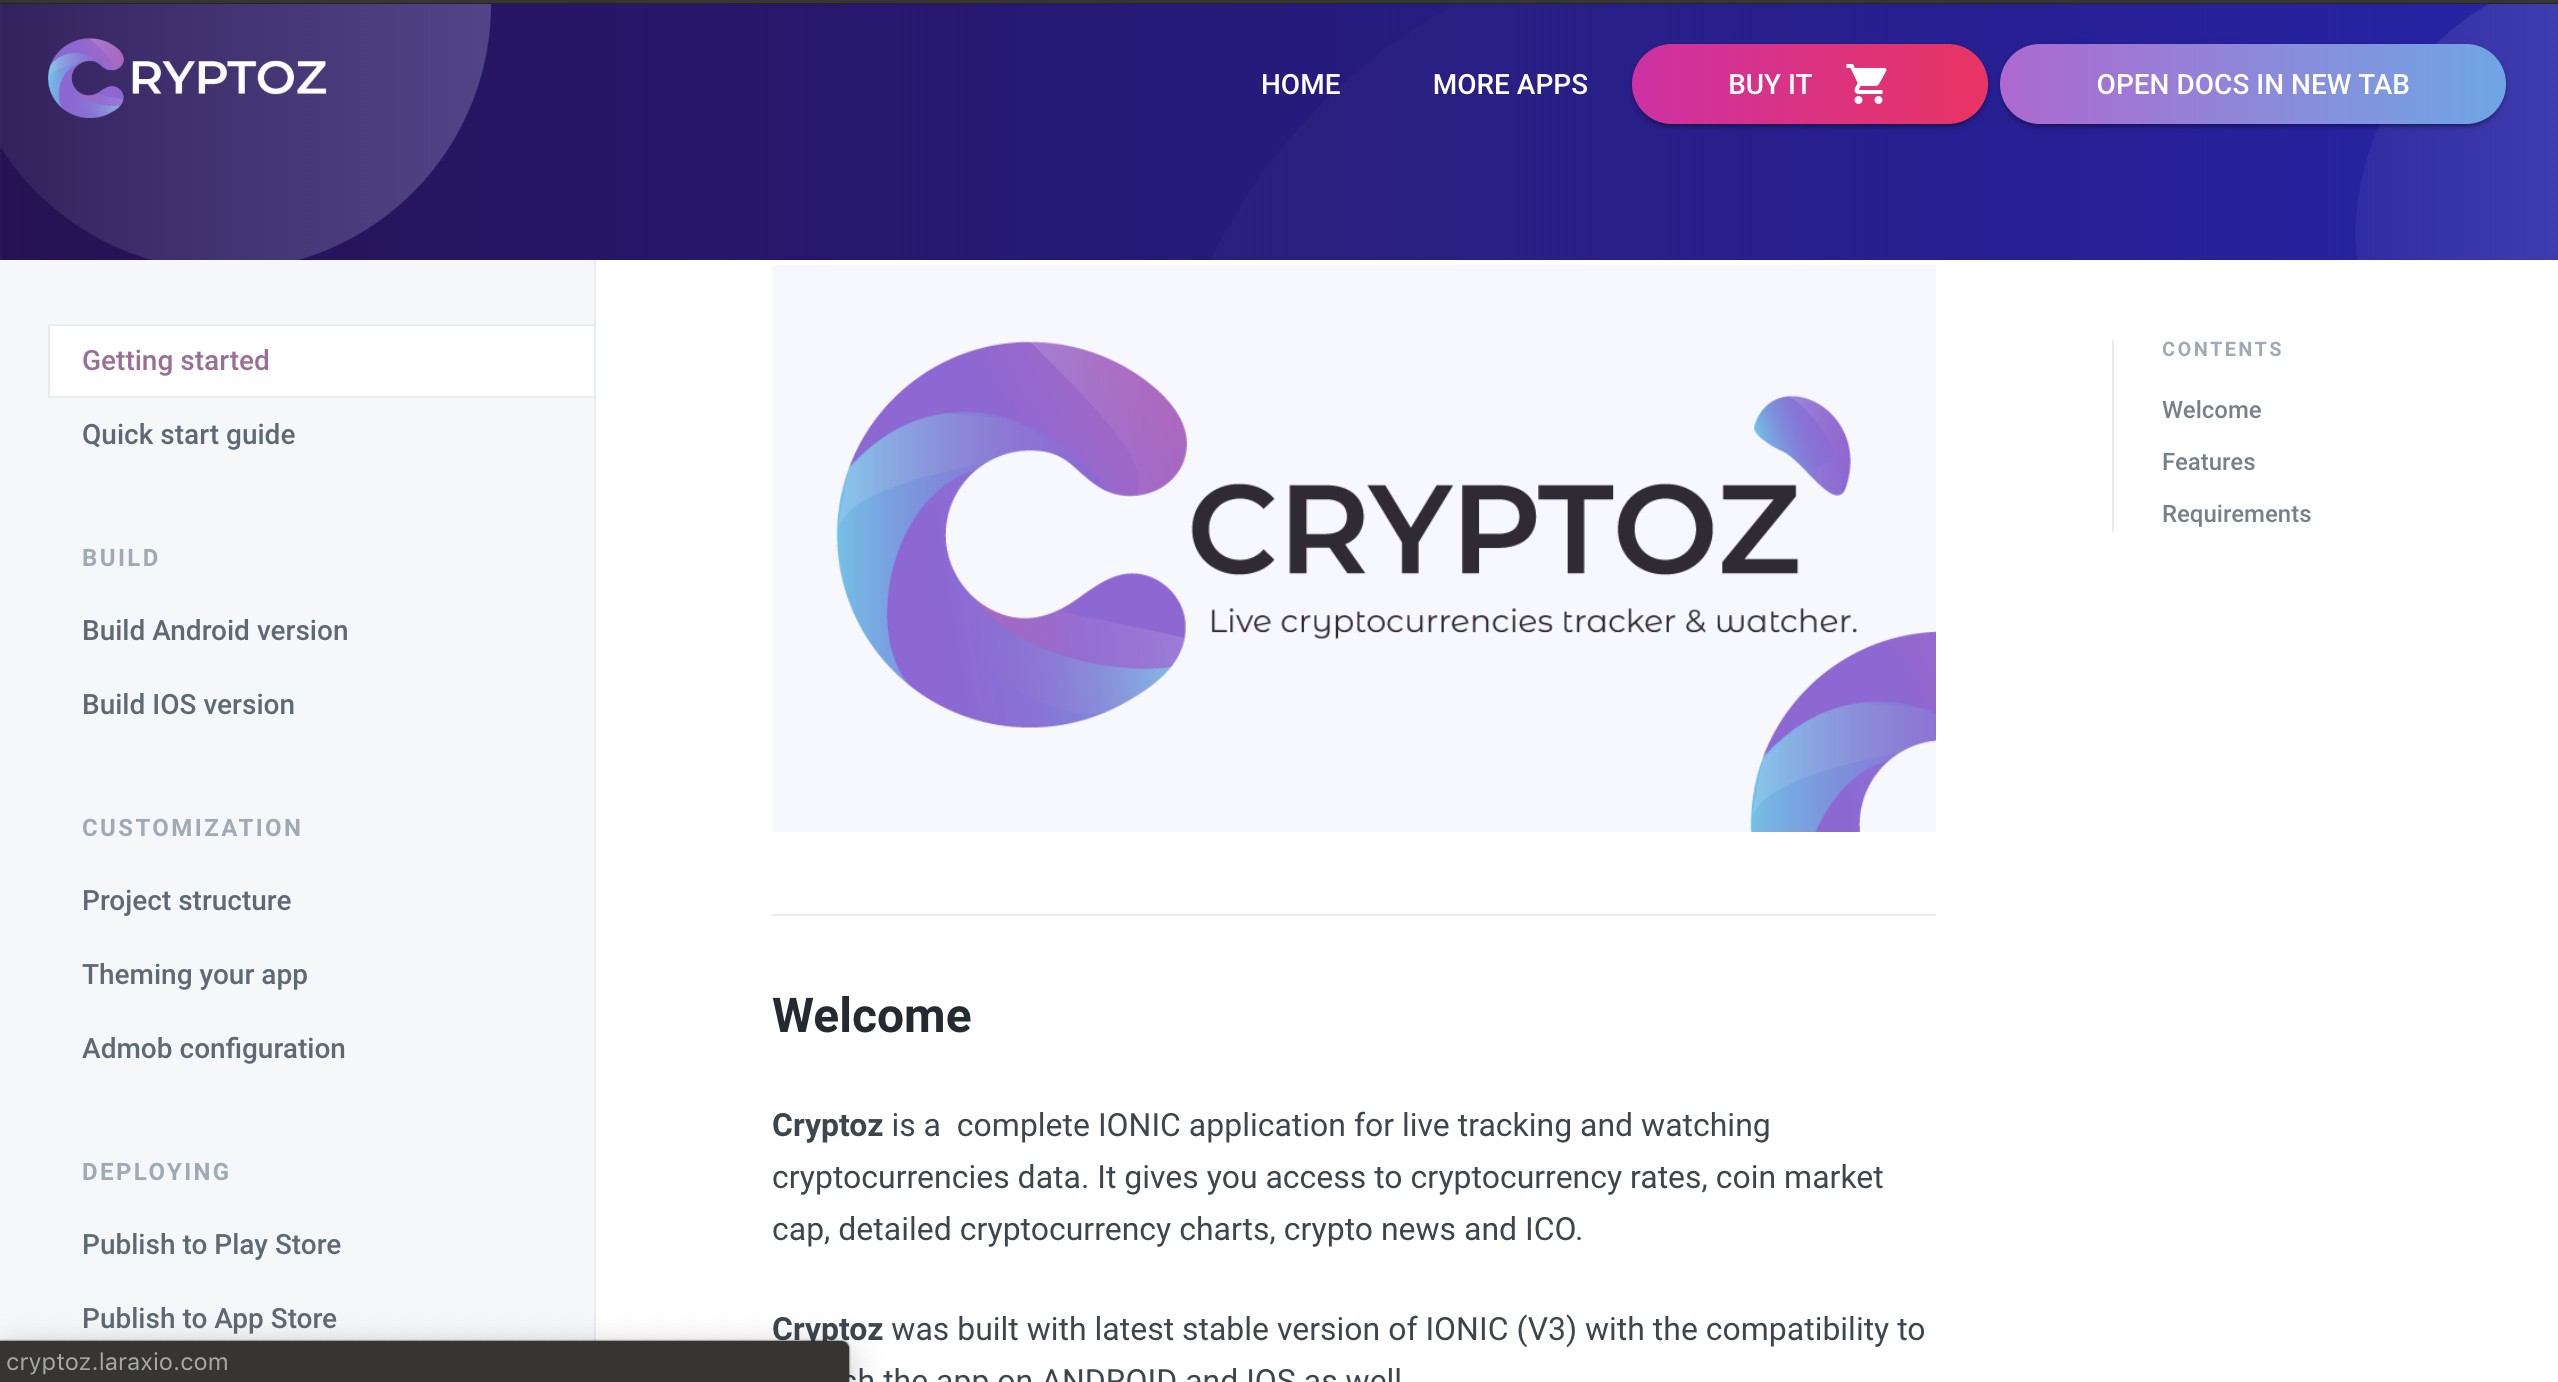 CRYPTOZ
HOME
MORE APPS
BUY IT
OPEN DOCS IN NEW TAB
Getting started
Quick start guide
BUILD
Build Android version
Build IOS version
CUSTOMIZATION
Project structure
Theming your app
Admob configuration
DEPLOYING
Publish to Play Store
Publish to App Store
CRYPTOZ
Live cryptocurrencies tracker & watcher.
Welcome
Cryptoz is a  complete IONIC application for live tracking and watching
cryptocurrencies data. It gives you access to cryptocurrency rates, coin market
cap, detailed cryptocurrency charts, crypto news and ICO.
Cryptoz was built with latest stable version of IONIC (V3) with the compatibility to
the app on ANDROID and IOS as well
CONTENTS
Welcome
Features
Requirements
cryptoz.laraxio.com